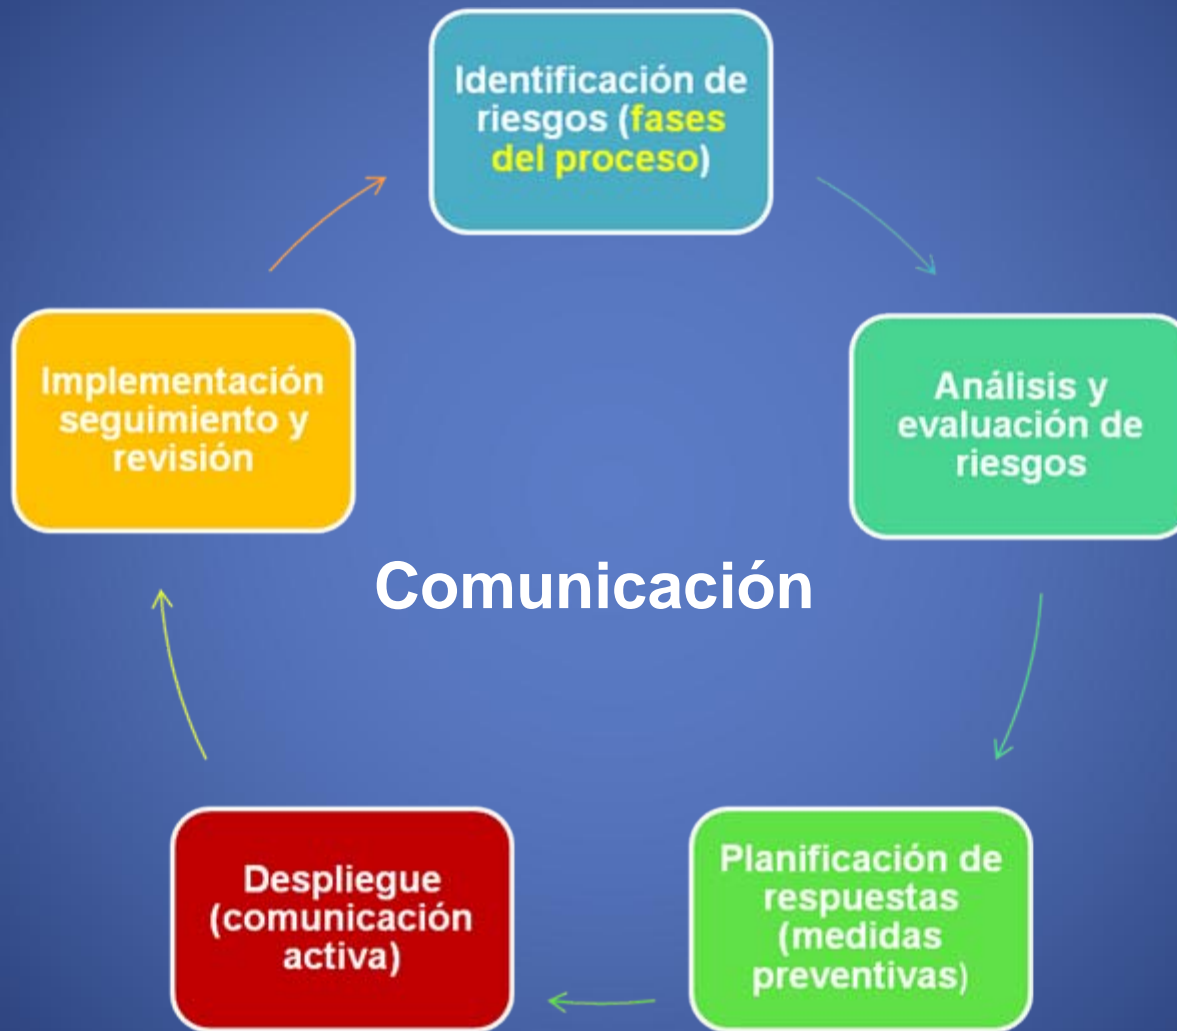 Identificación de
riesgos (fases
del proceso)
Análisis y
evaluación de
riesgos
Planificación de
respuestas
(medidas
preventivas)
Despliegue
(comunicación
activa)
Implementación
seguimiento y
revisión
Comunicación